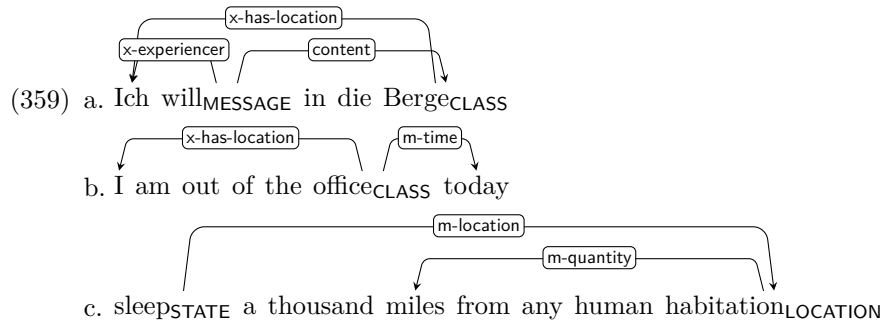 x-has-location
x-experiencer content
(359) a. Ich willMESSAGE in die BergeCLASS
x-has-location m-time
b. I am out of the officeCLASS today
m-location
m-quantity
c. sleepSTATE a thousand miles from any human habitationLOCATION